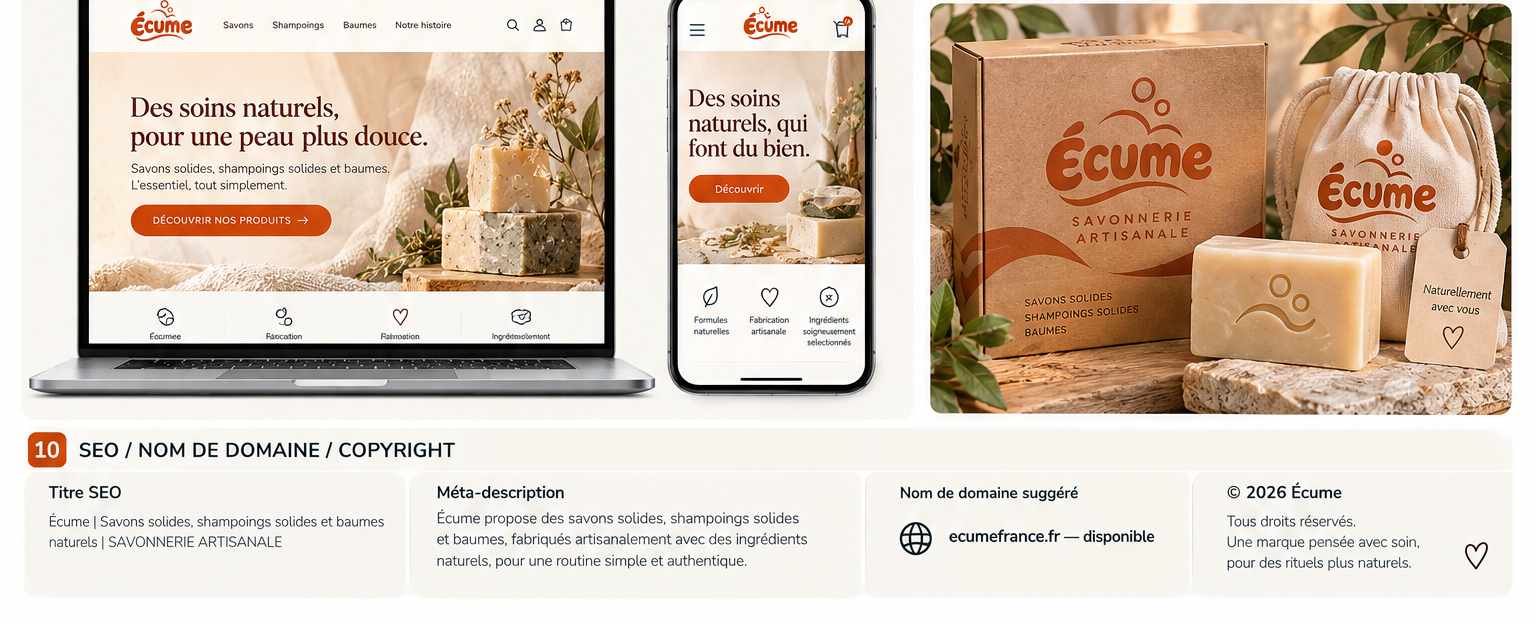 Écume
Savons Shampoings Baumes Notre histoire
Des soins naturels,
pour une peau plus douce.
Savons solides, shampoings solides et baumes.
L'essentiel, tout simplement.
DÉCOUVRIR NOS PRODUITS →
Écume
Des soins
naturels, qui
font du bien.
Découvrir
Formules
naturelles
Fabrication
artisanale
Ingrédients
soigneusement
sélectionnés
Écume
SAVONNERIE
ARTISANALE
SAVONS SOLIDES
SHAMPOINGS SOLIDES
BAUMES
Écume
SAVONNERIE
ARTISANALE
Naturellement
avec vous
10 SEO / NOM DE DOMAINE / COPYRIGHT
Titre SEO
Écume | Savons solides, shampoings solides et baumes
naturels | SAVONNERIE ARTISANALE
Méta-description
Écume propose des savons solides, shampoings solides
et baumes, fabriqués artisanalement avec des ingrédients
naturels, pour une routine simple et authentique.
Nom de domaine suggéré
ecumefrance.fr — disponible
© 2026 Écume
Tous droits réservés.
Une marque pensée avec soin,
pour des rituels plus naturels.